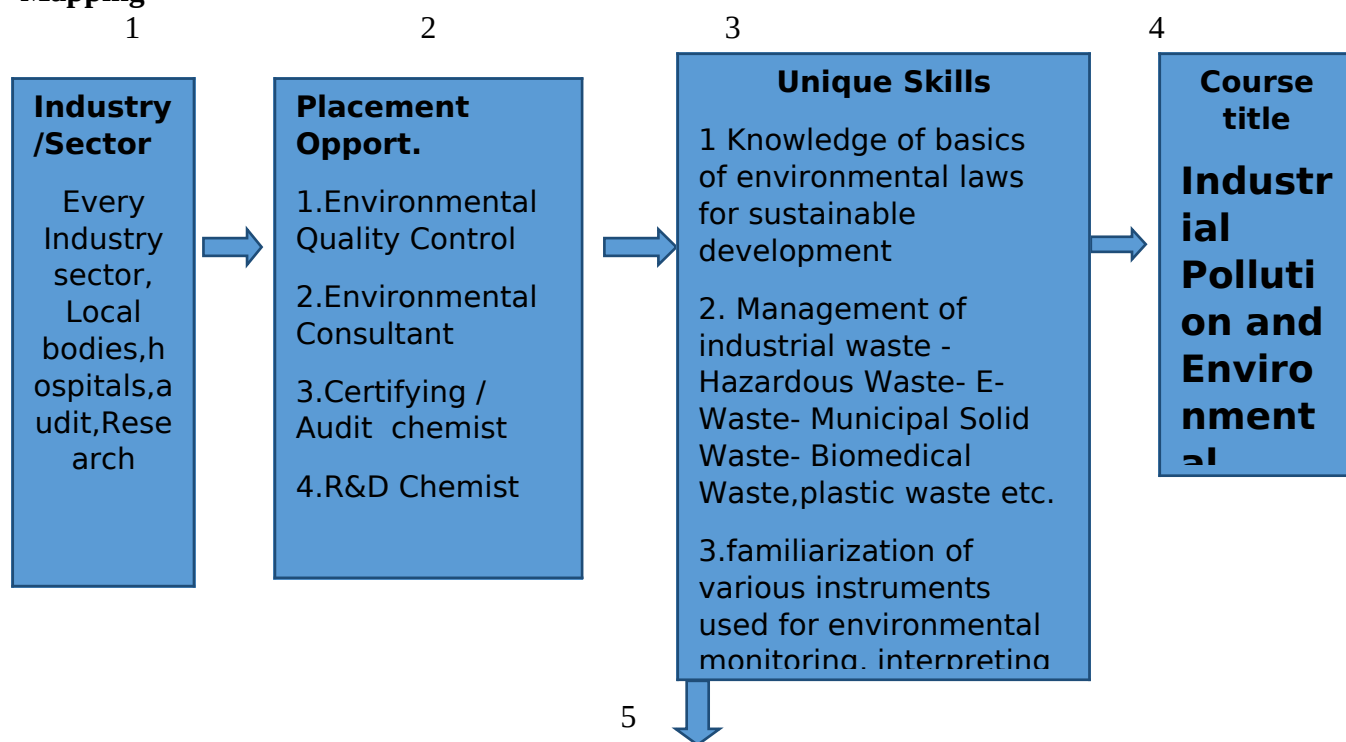 Mapping
1
2
3
4
Industry
/Sector
Every
Industry
sector,
Local
bodies,h
ospitals,a
udit,Rese
arch
Placement
Opport.
1.Environmental
Quality Control
2.Environmental
Consultant
3.Certifying /
Audit chemist
4.R&D Chemist
Unique Skills
1 Knowledge of basics
of environmental laws
for sustainable
development
2. Management of
industrial waste -
Hazardous Waste- E-
Waste- Municipal Solid
Waste- Biomedical
Waste,plastic waste etc.
3.familiarization of
various instruments
used for environmental
monitoring, interpreting
Course
title
Industr
ial
Polluti
on and
Enviro
nment
al
5